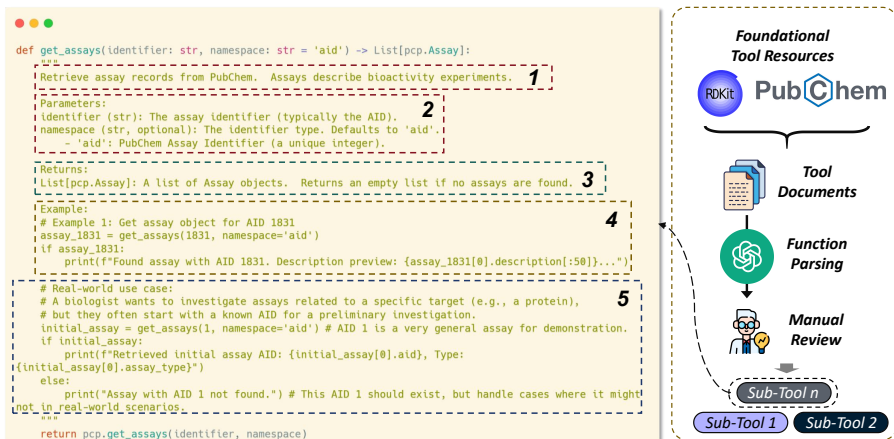 def get_assays(identifier: str, namespace: str = 'aid') -> List[pcp.Assay]:
"""
Retrieve assay records from PubChem.  Assays describe bioactivity experiments.
1
Parameters:
identifier (str): The assay identifier (typically the AID).
namespace (str, optional): The identifier type. Defaults to 'aid'.
- 'aid': PubChem Assay Identifier (a unique integer).
2
Returns:
List[pcp.Assay]: A list of Assay objects.  Returns an empty list if no assays are found.
3
Example:
# Example 1: Get assay object for AID 1831
assay_1831 = get_assays(1831, namespace='aid')
if assay_1831:
print(f"Found assay with AID 1831. Description preview: {assay_1831[0].description[:50]}...")
4
# Real-world use case:
# A biologist wants to investigate assays related to a specific target (e.g., a protein),
# but they often start with a known AID for a preliminary investigation.
initial_assay = get_assays(1, namespace='aid') # AID 1 is a very general assay for demonstration.
if initial_assay:
print(f"Retrieved initial assay AID: {initial_assay[0].aid}, Type:
{initial_assay[0].assay_type}")
else:
print("Assay with AID 1 not found.") # This AID 1 should exist, but handle cases where it might
not in real-world scenarios.
5
"""
return pcp.get_assays(identifier, namespace)
Foundational
Tool Resources
RDKit
PubChem
Tool
Documents
Function
Parsing
Manual
Review
Sub-Tool n
Sub-Tool 1
Sub-Tool 2